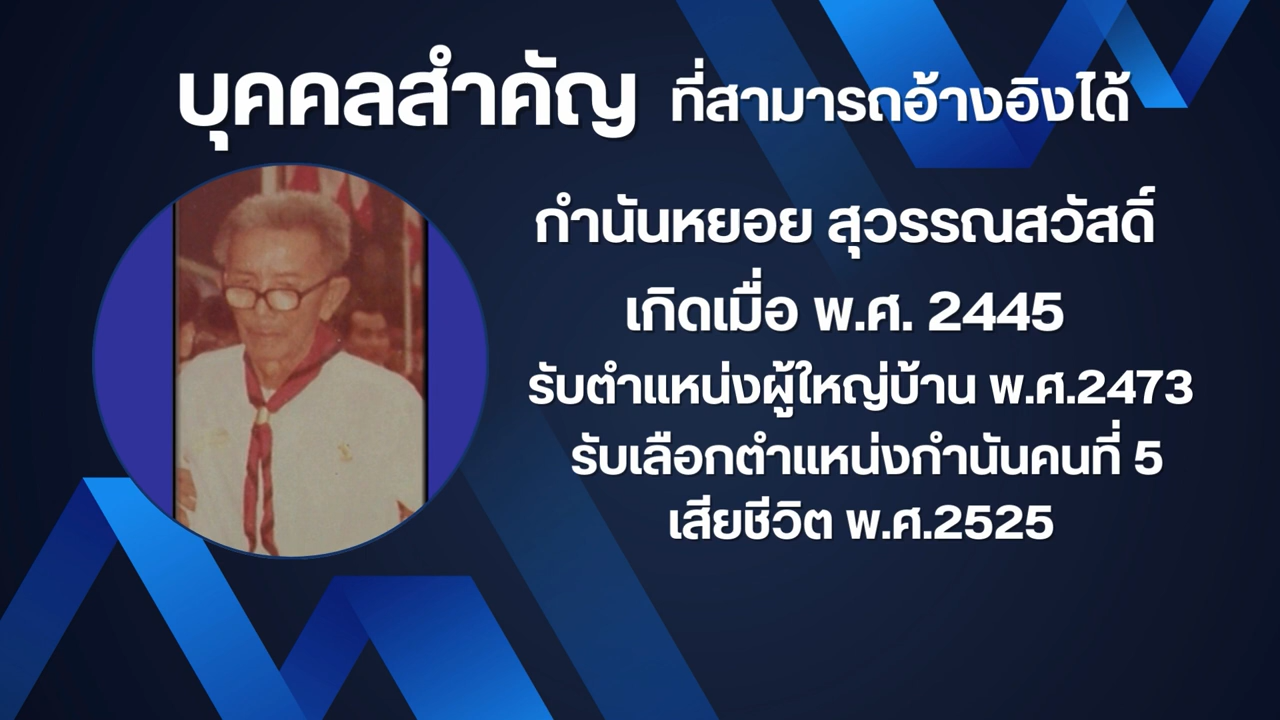 บุคคลสำคัญ ที่สามารถอ้างอิงได้
กำนันหยอย สุวรรณสวัสดิ์
เกิดเมื่อ พ.ศ. 2445
รับตำแหน่งผู้ใหญ่บ้าน พ.ศ.2473
รับเลือกตำแหน่งกำนันคนที่ 5
เสียชีวิต พ.ศ.2525